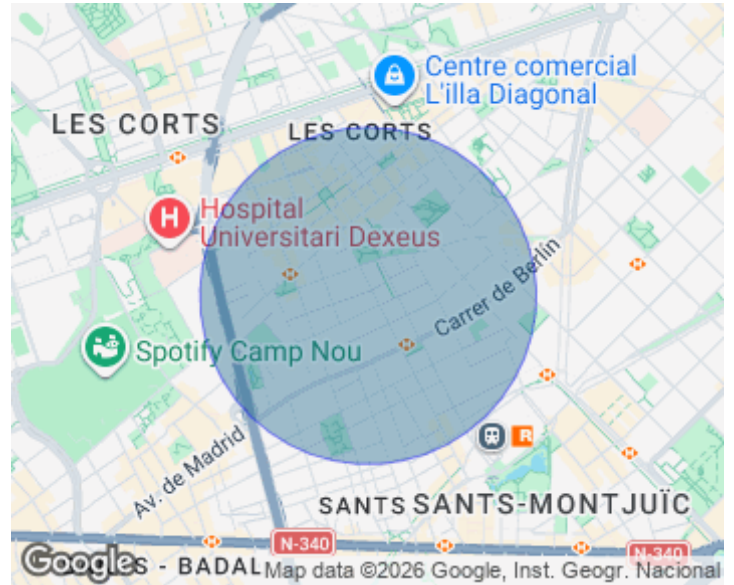 Centre comercial
L'illa Diagonal
LES CORTS
LES CORTS
H
Hospital
Universitari Dexeus
Carrer de Berlín
Spotify Camp Nou
Av. de Madrid
R
SANTS
SANTS-MONTJUÏC
N-340
N-340
Google
- BADAL
Map data ©2026 Google, Inst. Geogr. Nacional